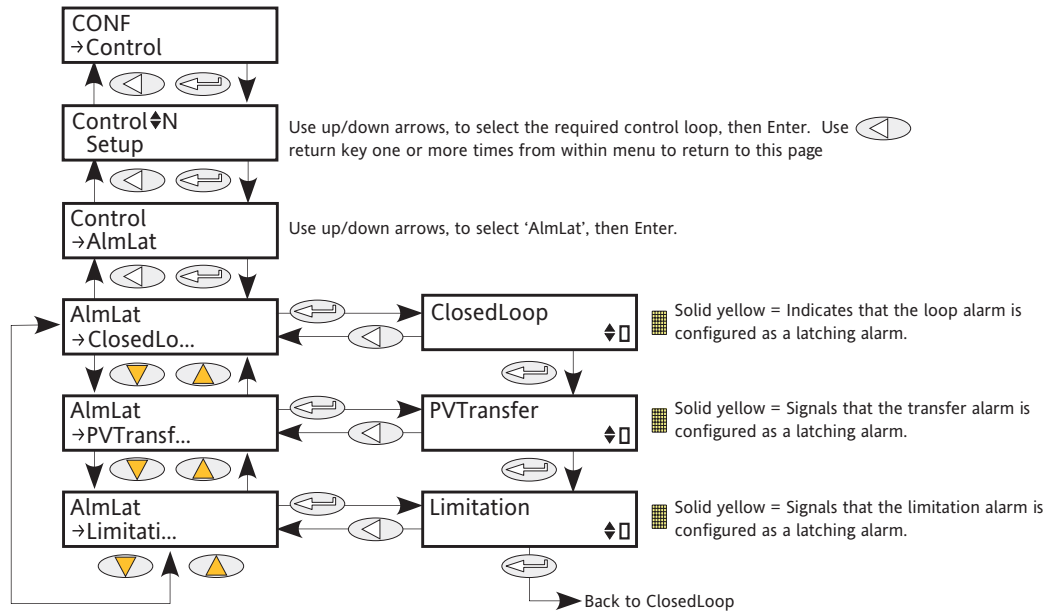 CONF
→Control
Control♦N
Setup
Use up/down arrows, to select the required control loop, then Enter. Use
return key one or more times from within menu to return to this page
Control
→AlmLat
Use up/down arrows, to select ‘AlmLat’, then Enter.
AlmLat
→ClosedLo...
ClosedLoop
Solid yellow = Indicates that the loop alarm is
configured as a latching alarm.
AlmLat
→PVTransf...
PVTransfer
Solid yellow = Signals that the transfer alarm is
configured as a latching alarm.
AlmLat
→Limitati...
Limitation
Solid yellow = Signals that the limitation alarm is
configured as a latching alarm.
Back to ClosedLoop